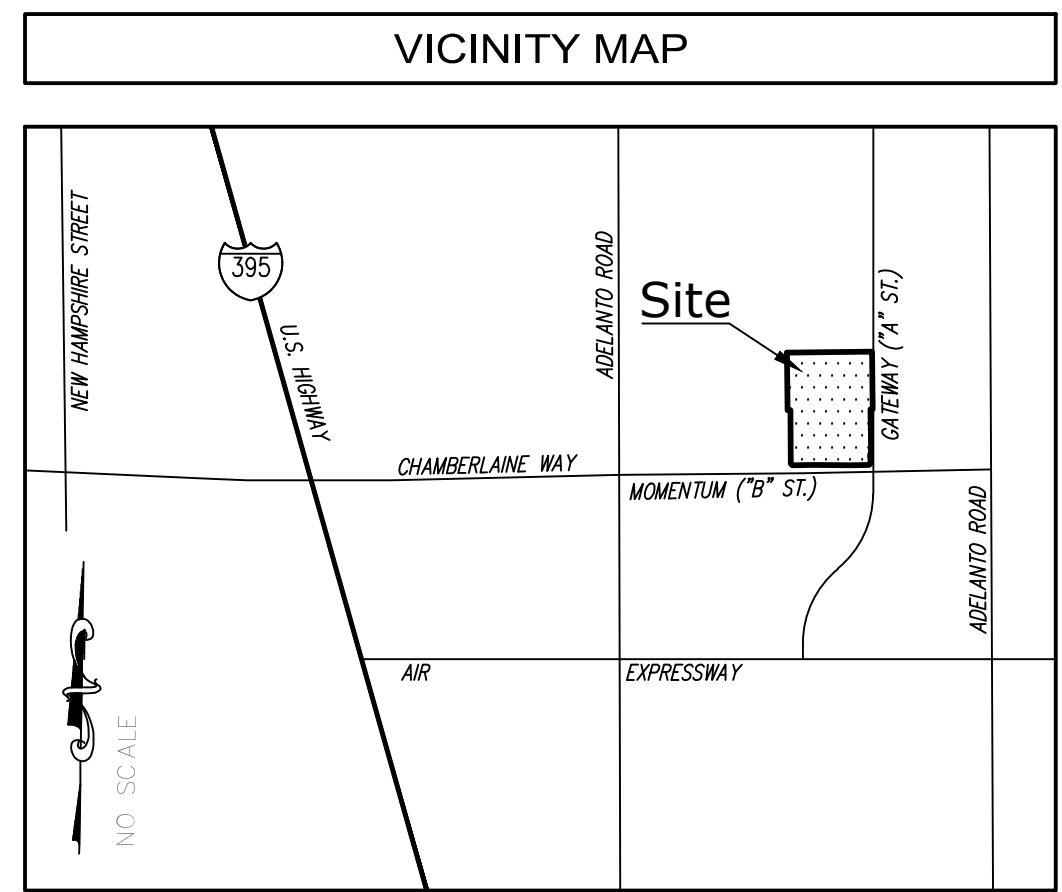 VICINITY MAP
NEW HAMPSHIRE STREET
395
U.S. HIGHWAY
ADELANTO ROAD
Site
GATEWAY ("A" ST.)
CHAMBERLAINE WAY
MOMENTUM ("B" ST.)
ADELANTO ROAD
AIR
EXPRESSWAY
NO SCALE